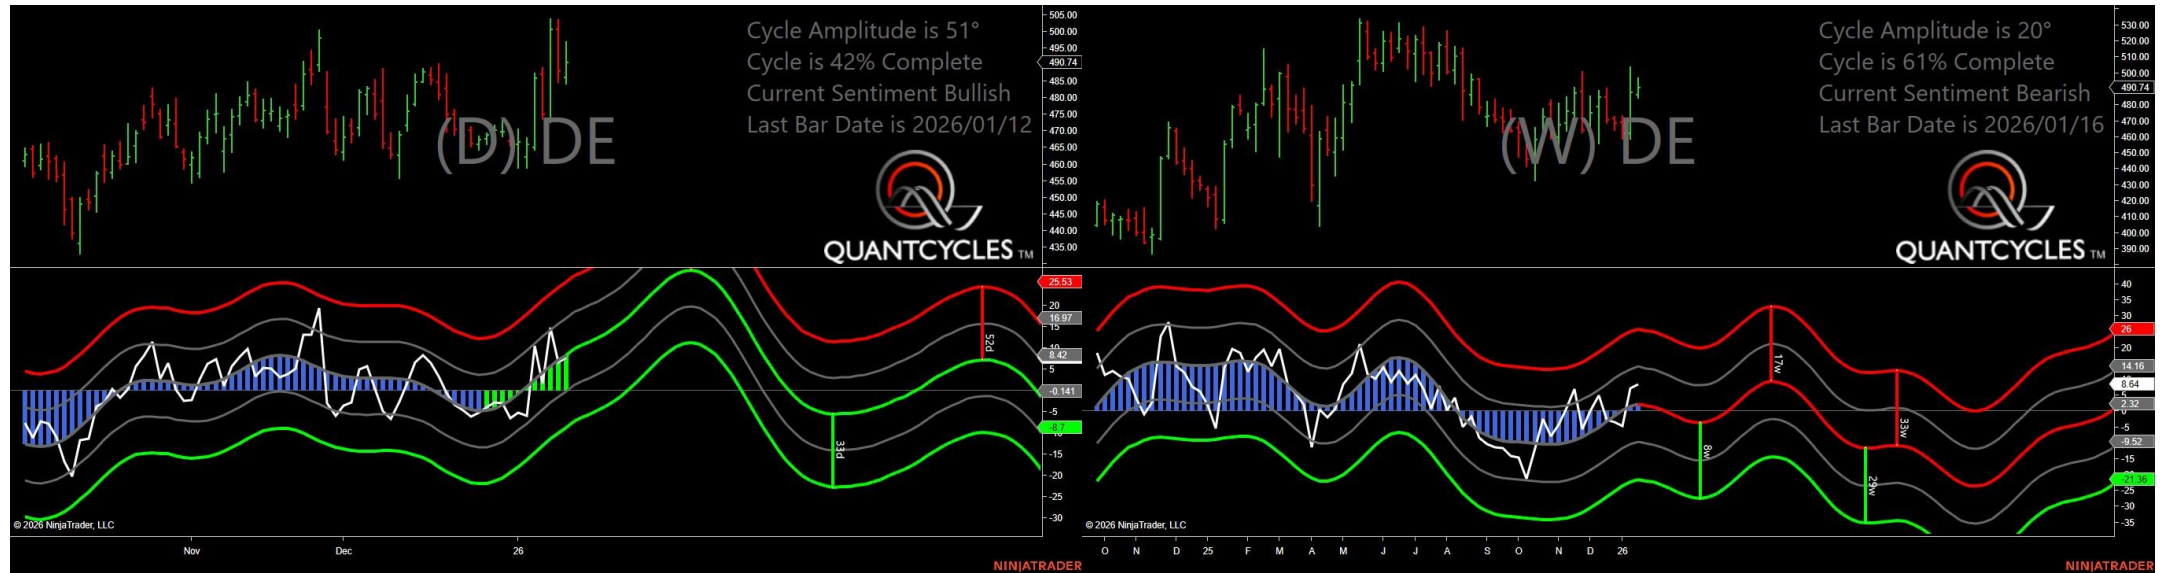 Cycle Amplitude is 51°
Cycle is 42% Complete
Current Sentiment Bullish
Last Bar Date is 2026/01/12
(D) DE
QUANTCYCLES TM
505.00
500.00
495.00
490.74
485.00
480.00
475.00
470.00
465.00
460.00
455.00
450.00
445.00
440.00
435.00
25.53
20
16.97
15
10
8.42
5
-0.141
-5
-8.7
-15
-20
-25
-30
52d
33d
© 2026 NinjaTrader, LLC
Nov
Dec
26
NINJATRADER
Cycle Amplitude is 20°
Cycle is 61% Complete
Current Sentiment Bearish
Last Bar Date is 2026/01/16
(W) DE
QUANTCYCLES TM
530.00
520.00
510.00
500.00
490.74
480.00
470.00
460.00
450.00
440.00
430.00
420.00
410.00
400.00
390.00
40
35
30
26
20
14.16
8.64
2.32
-5
-9.52
-15
-21.36
-25
-30
-35
17w
33w
8w
29w
© 2026 NinjaTrader, LLC
O N D 25 F M A M J J A S O N D 26
NINJATRADER